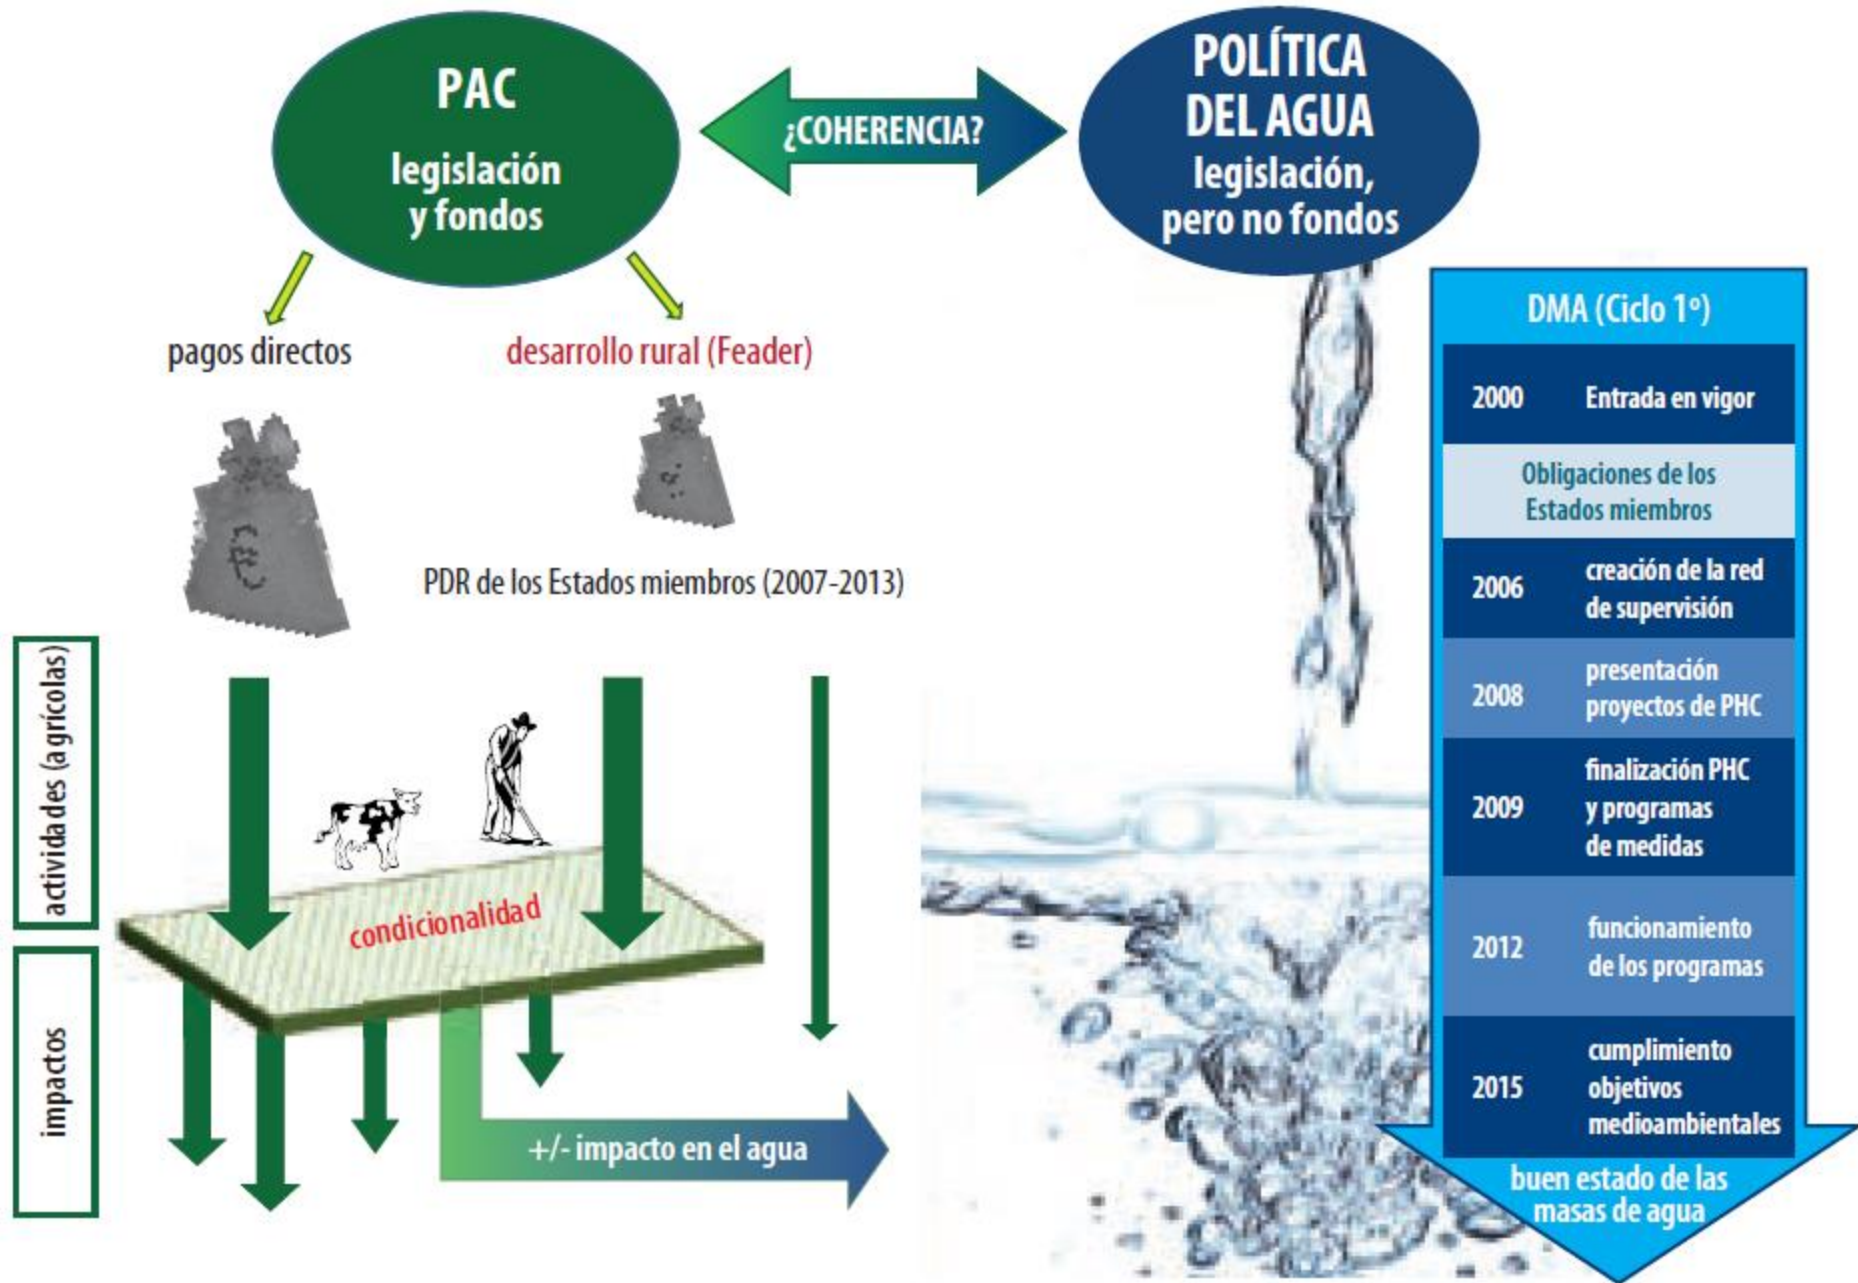 PAC
legislación
y fondos
¿COHERENCIA?
POLÍTICA
DEL AGUA
legislación,
pero no fondos
pagos directos
desarrollo rural (Feader)
€
PDR de los Estados miembros (2007-2013)
actividades (agrícolas)
condicionalidad
impactos
+/- impacto en el agua
DMA (Ciclo 1º)
2000 Entrada en vigor
Obligaciones de los
Estados miembros
2006 creación de la red
de supervisión
2008 presentación
proyectos de PHC
2009 finalización PHC
y programas
de medidas
2012 funcionamiento
de los programas
2015 cumplimiento
objetivos
medioambientales
buen estado de las
masas de agua